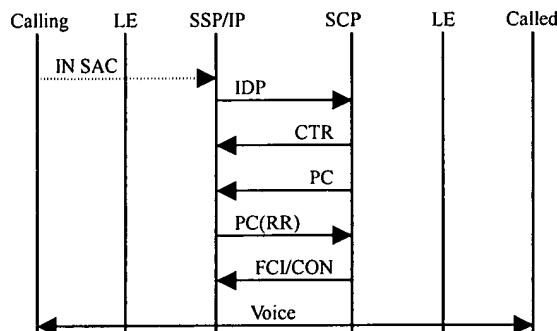 Calling LE SSP/IP SCP LE Called
IN SAC
IDP
CTR
PC
PC(RR)
FCI/CON
Voice